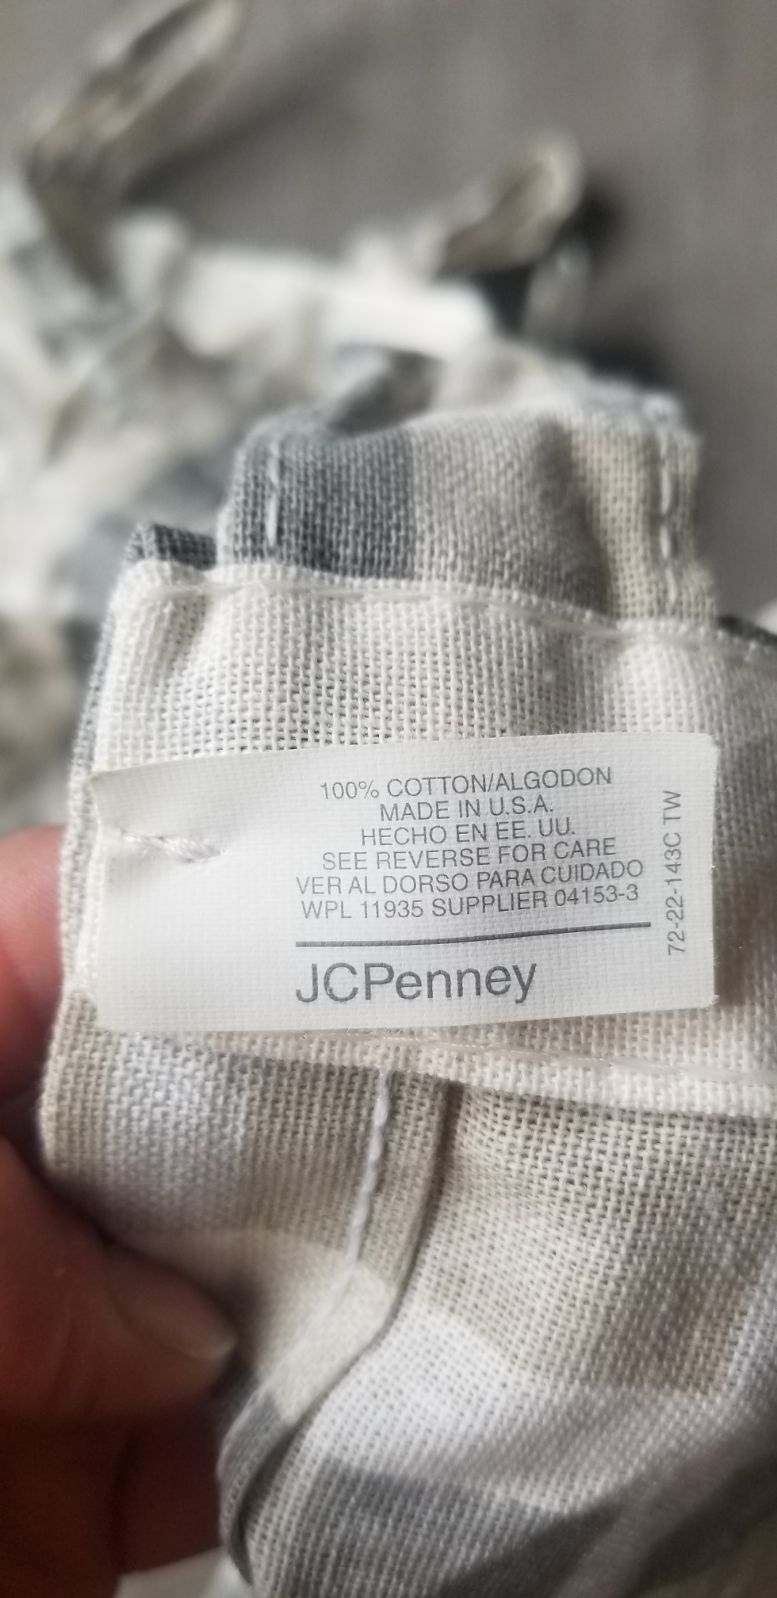 100% COTTON/ALGODON
MADE IN U.S.A.
HECHO EN EE. UU.
SEE REVERSE FOR CARE
VER AL DORSO PARA CUIDADO
WPL 11935 SUPPLIER 04153-3
JCPenney
72-22-143C TW